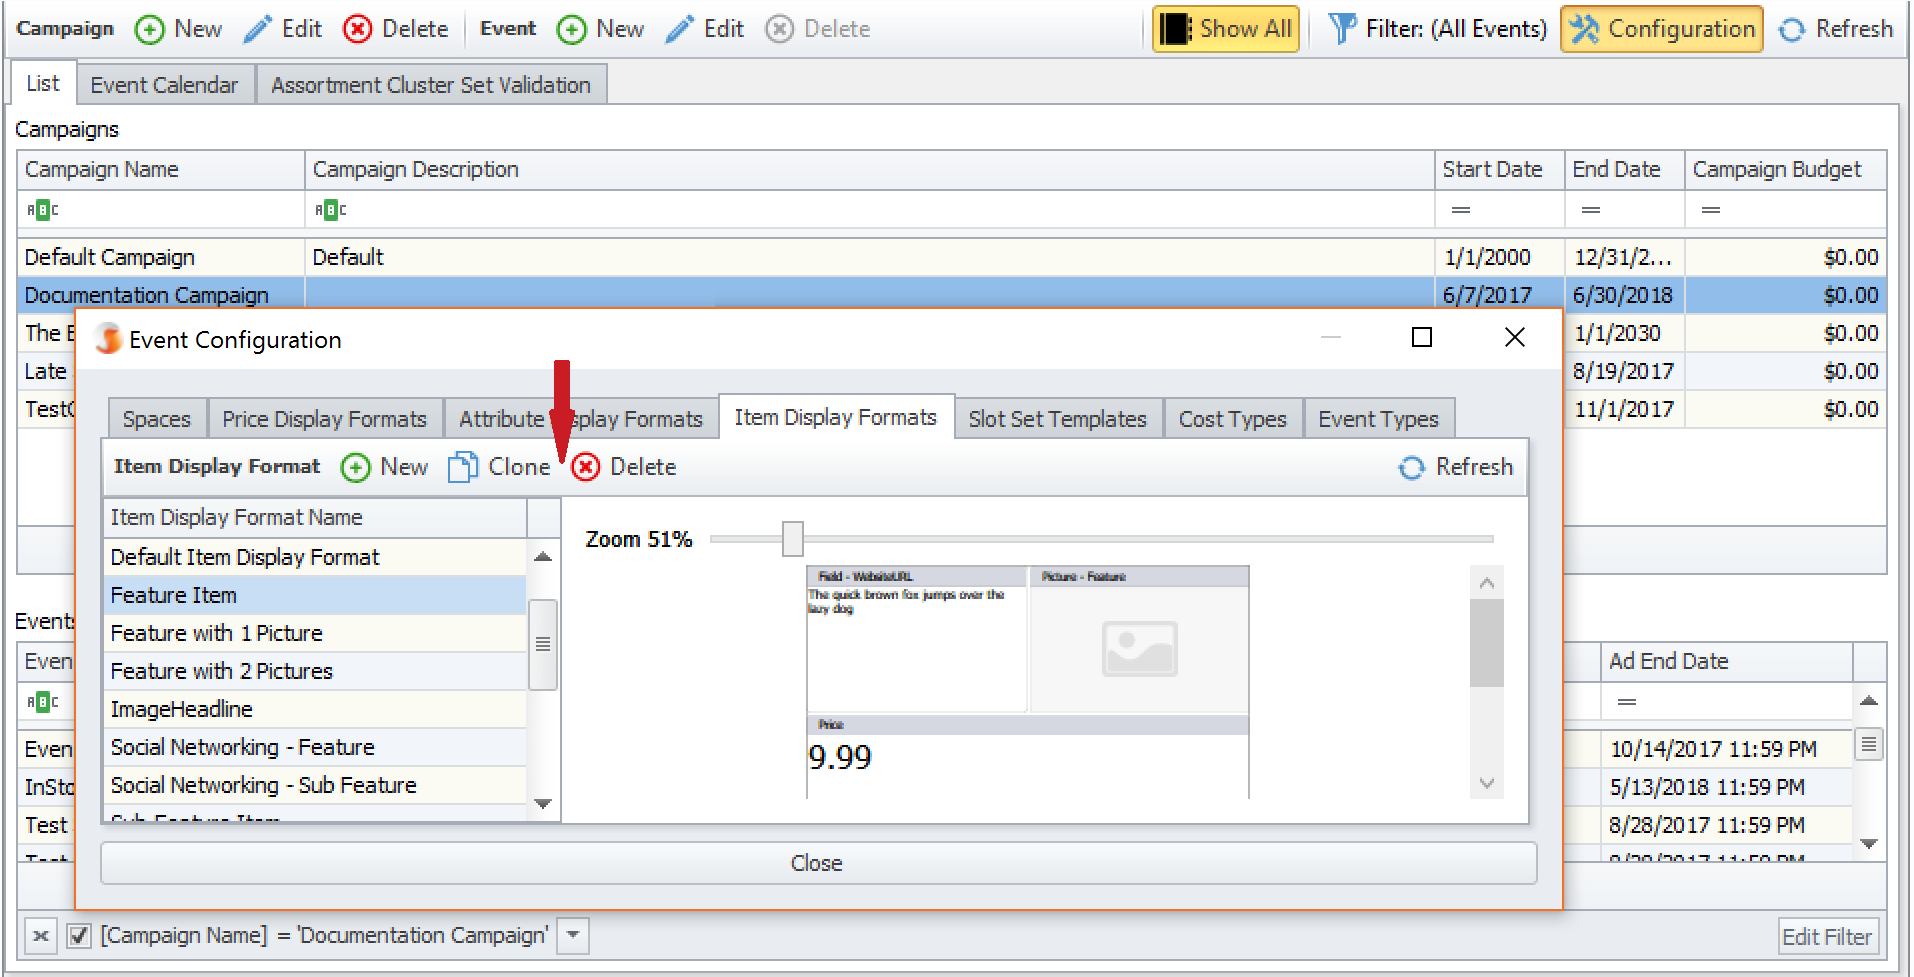 Campaign New Edit Delete Event New Edit Delete Show All Filter: (All Events) Configuration Refresh
List Event Calendar Assortment Cluster Set Validation
Campaigns
Campaign Name Campaign Description Start Date End Date Campaign Budget
ABC ABC = = =
Default Campaign Default 1/1/2000 12/31/2... $0.00
Documentation Campaign 6/7/2017 6/30/2018 $0.00
The 1/1/2030 $0.00
Late 8/19/2017 $0.00
Test 11/1/2017 $0.00
Event Configuration
Spaces Price Display Formats Attribute Display Formats Item Display Formats Slot Set Templates Cost Types Event Types
Item Display Format New Clone Delete Refresh
Item Display Format Name
Default Item Display Format
Feature Item
Feature with 1 Picture
Feature with 2 Pictures
ImageHeadline
Social Networking - Feature
Social Networking - Sub Feature
Sub Feature Item
Zoom 51%
Field - WebsiteURL Picture - Feature
The quick brown fox jumps over the
lazy dog
Price
9.99
Close
Events
Even Ad End Date
ABC =
Even 10/14/2017 11:59 PM
InSto 5/13/2018 11:59 PM
Test 8/28/2017 11:59 PM
Test
[Campaign Name] = 'Documentation Campaign' Edit Filter